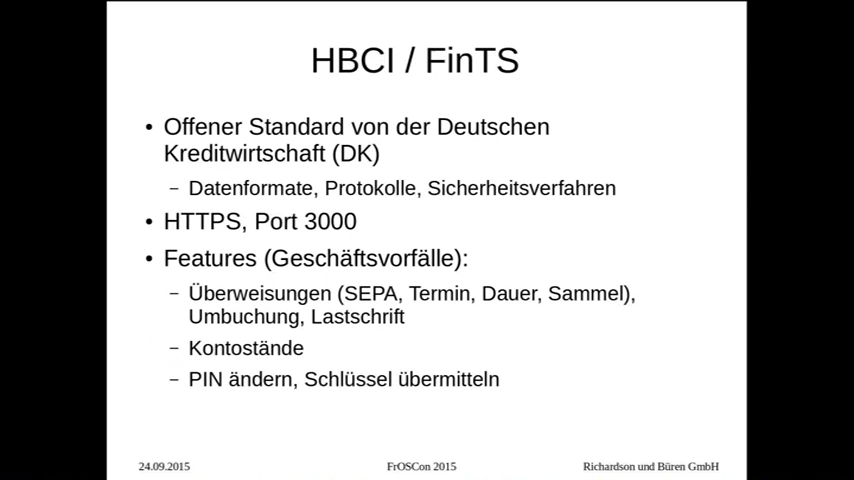 HBCI / FinTS
• Offener Standard von der Deutschen
Kreditwirtschaft (DK)
– Datenformate, Protokolle, Sicherheitsverfahren
• HTTPS, Port 3000
• Features (Geschäftsvorfälle):
– Überweisungen (SEPA, Termin, Dauer, Sammel),
Umbuchung, Lastschrift
– Kontostände
– PIN ändern, Schlüssel übermitteln
24.09.2015 FrOSCon 2015 Richardson und Büren GmbH